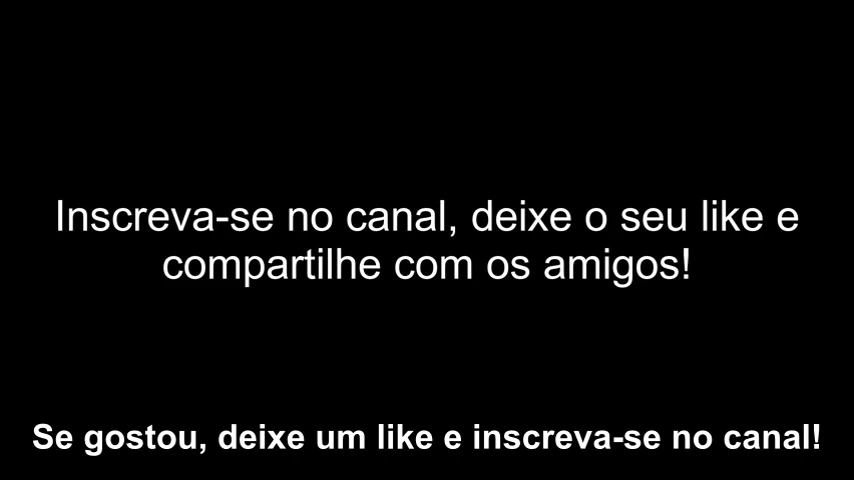 Inscreva-se no canal, deixe o seu like e
compartilhe com os amigos!
Se gostou, deixe um like e inscreva-se no canal!